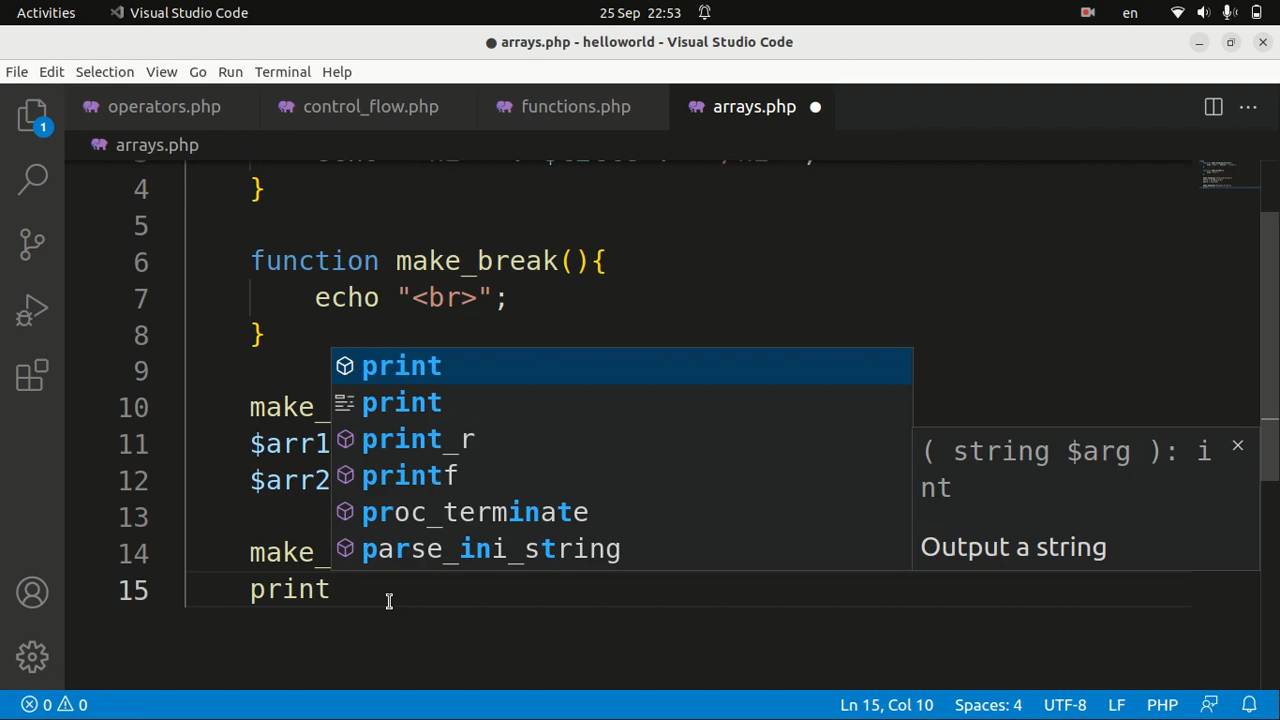 Activities Visual Studio Code 25 Sep 22:53 en
● arrays.php - helloworld - Visual Studio Code
File Edit Selection View Go Run Terminal Help
operators.php control_flow.php functions.php arrays.php
1
arrays.php
4 }
5
6 function make_break(){
7 echo "<br>";
8 }
9
print
10 make_
print
11 $arr1
print_r
( string $arg ): i
12 $arr2
printf
nt
13
proc_terminate
14 make_
parse_ini_string
Output a string
15 print
0 0 Ln 15, Col 10 Spaces: 4 UTF-8 LF PHP